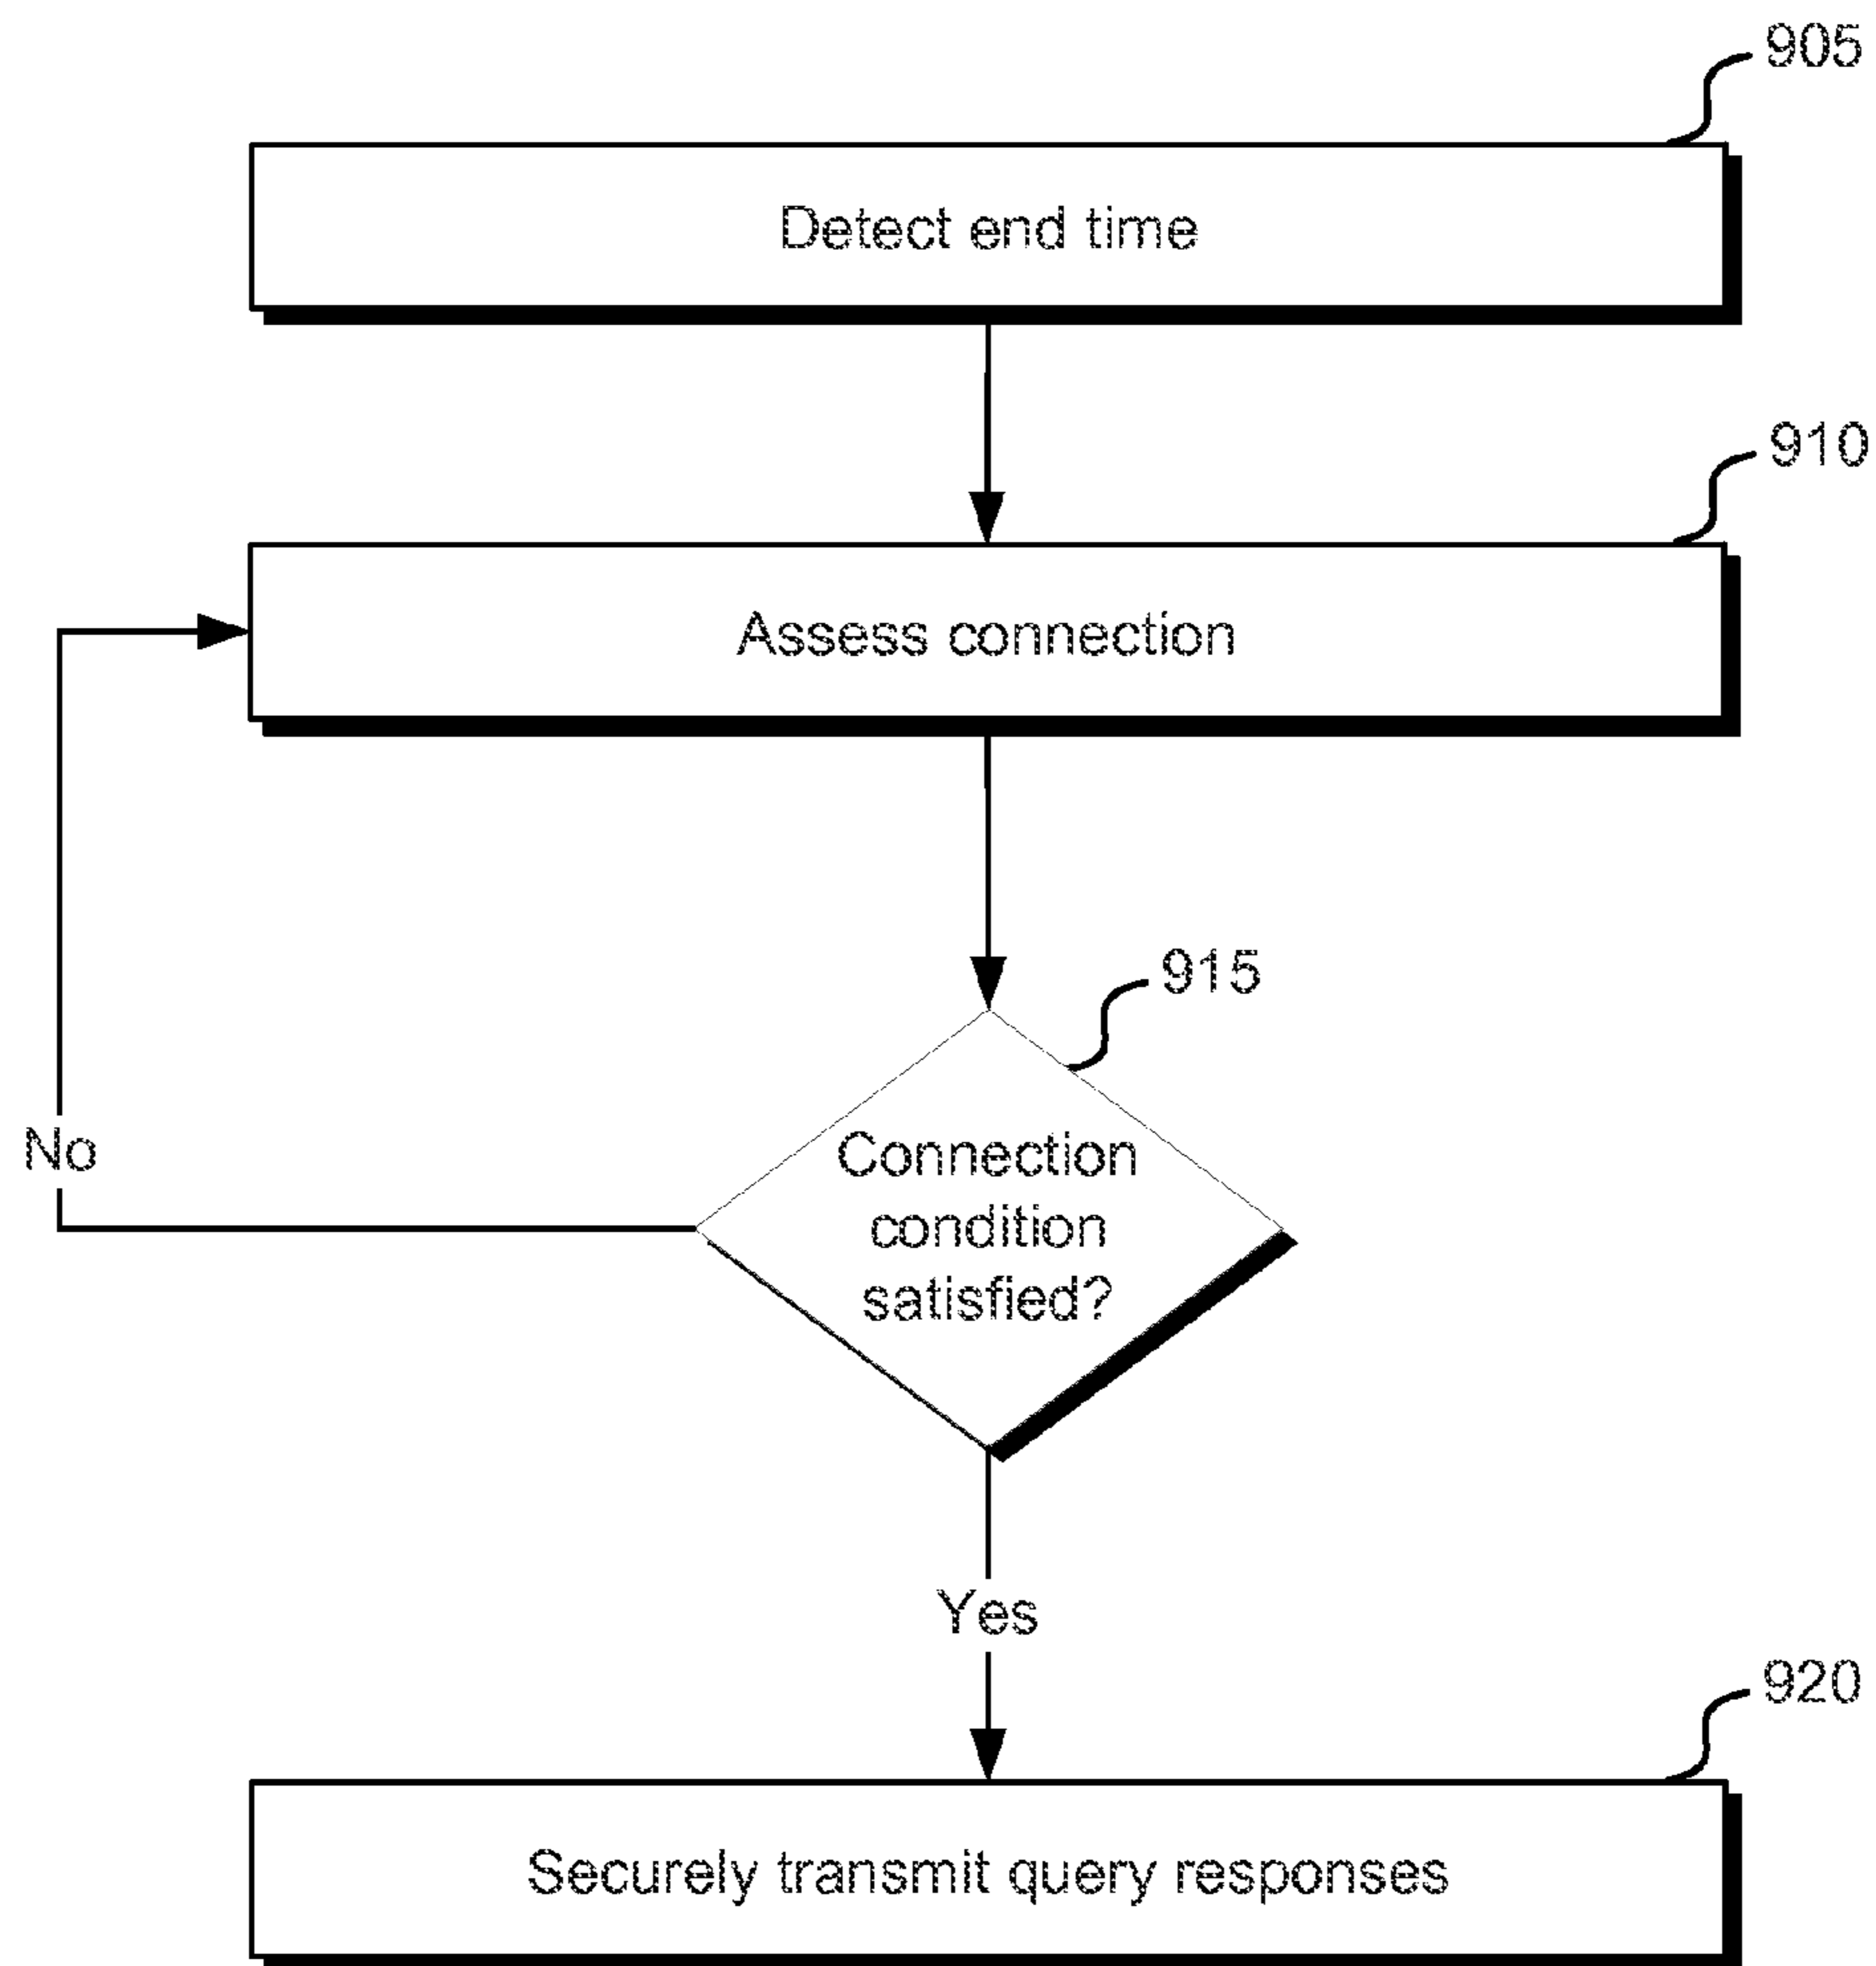 905
Detect end time
910
Assess connection
915
Connection
condition
satisfied?
No
Yes
920
Securely transmit query responses